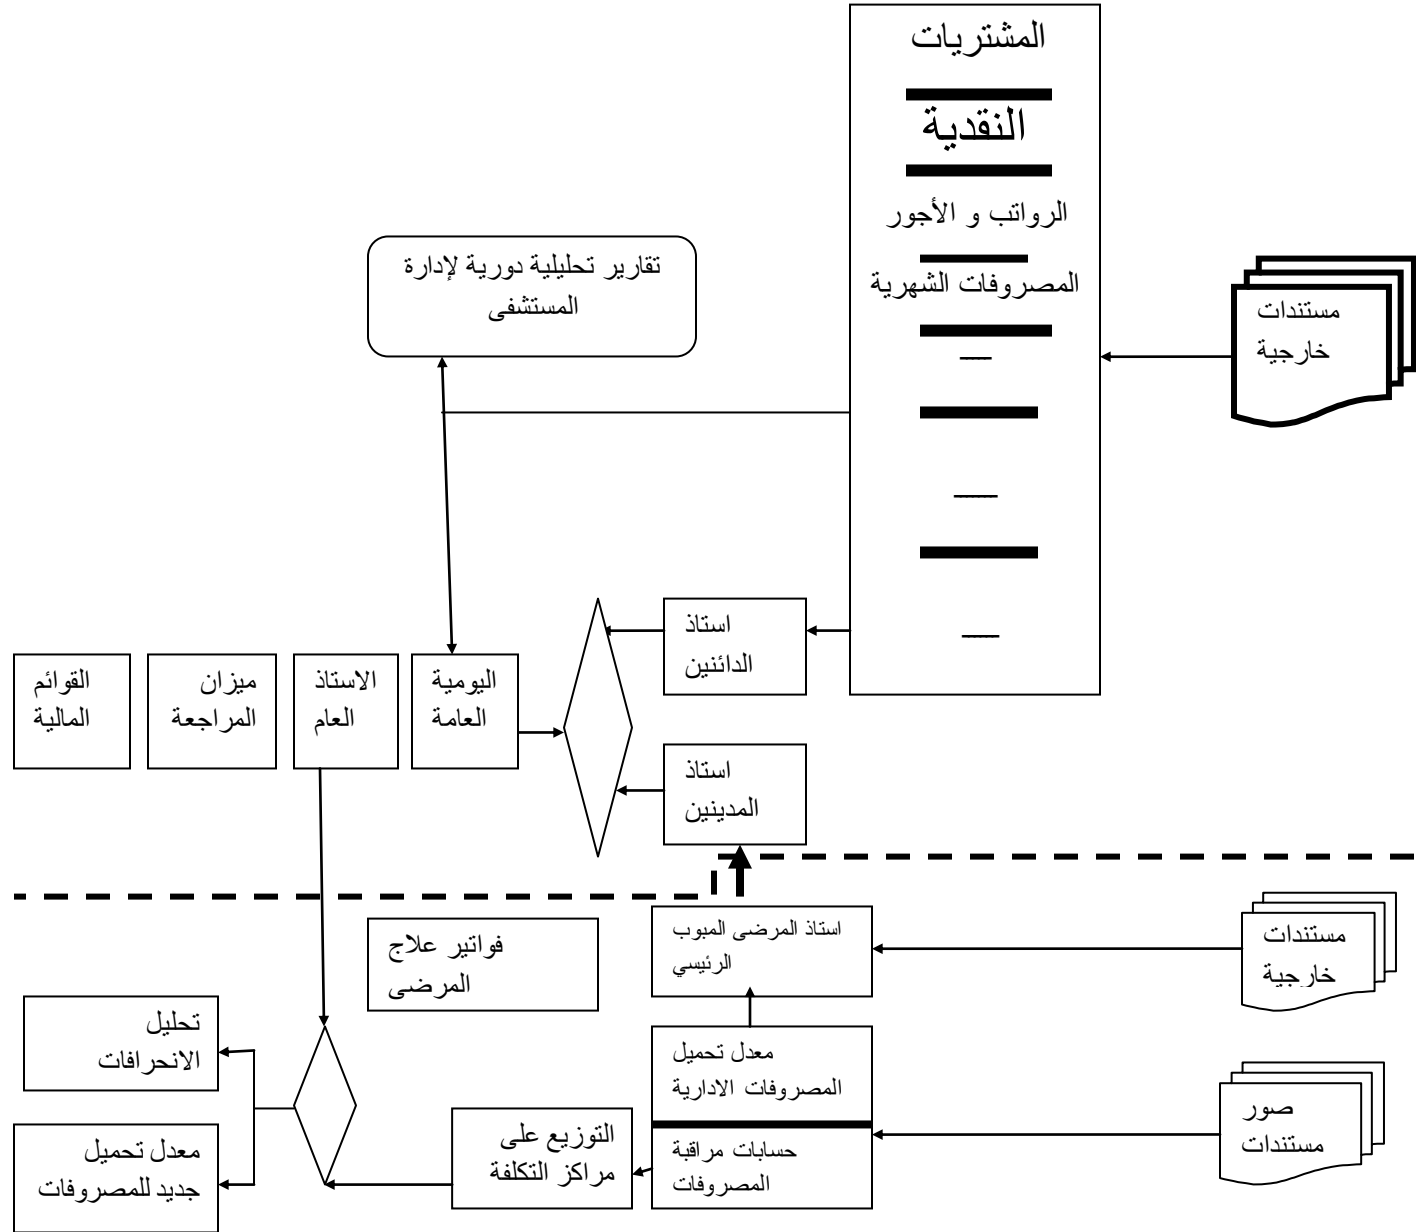 المشتريات
النقدية
الرواتب و الأجور
المصروفات الشهرية
مستندات
خارجية
تقارير تحليلية دورية لإدارة
المستشفى
استاذ
الدائنين
اليومية
العامة
الاستاذ
العام
ميزان
المراجعة
القوائم
المالية
استاذ
المدينين
مستندات
خارجية
استاذ المرضى المبوب
الرئيسي
فواتير علاج
المرضى
معدل تحميل
المصروفات الادارية
حسابات مراقبة
المصروفات
صور
مستندات
التوزيع على
مراكز التكلفة
تحليل
الانحرافات
معدل تحميل
جديد للمصروفات